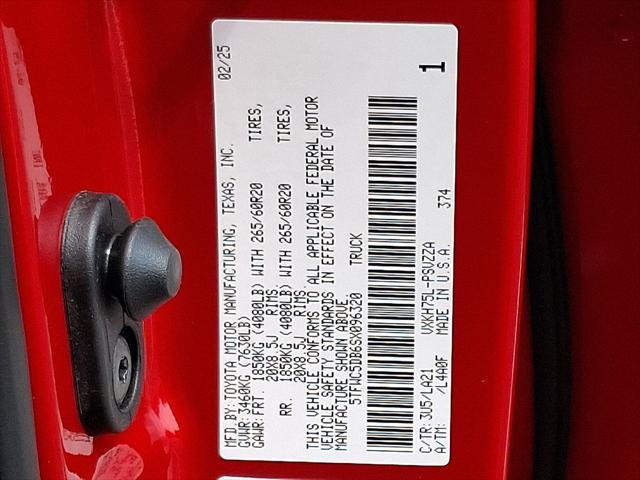 MFD.BY:TOYOTA MOTOR MANUFACTURING, TEXAS, INC. 02/25
GVWR:3460KG (7630LB)
GAWR:FRT. 1850KG (4080LB) WITH 265/60R20 TIRES,
20X8.5J RIMS.
RR. 1850KG (4080LB) WITH 265/60R20 TIRES,
20X8.5J RIMS.
THIS VEHICLE CONFORMS TO ALL APPLICABLE FEDERAL MOTOR
VEHICLE SAFETY STANDARDS IN EFFECT ON THE DATE OF
MANUFACTURE SHOWN ABOVE.
5TFWC5DB6SX096320 TRUCK
C/TR:3U5/LA21 VXKH75L-PSVZZA 374 1
A/TM: /L4A0F MADE IN U.S.A.